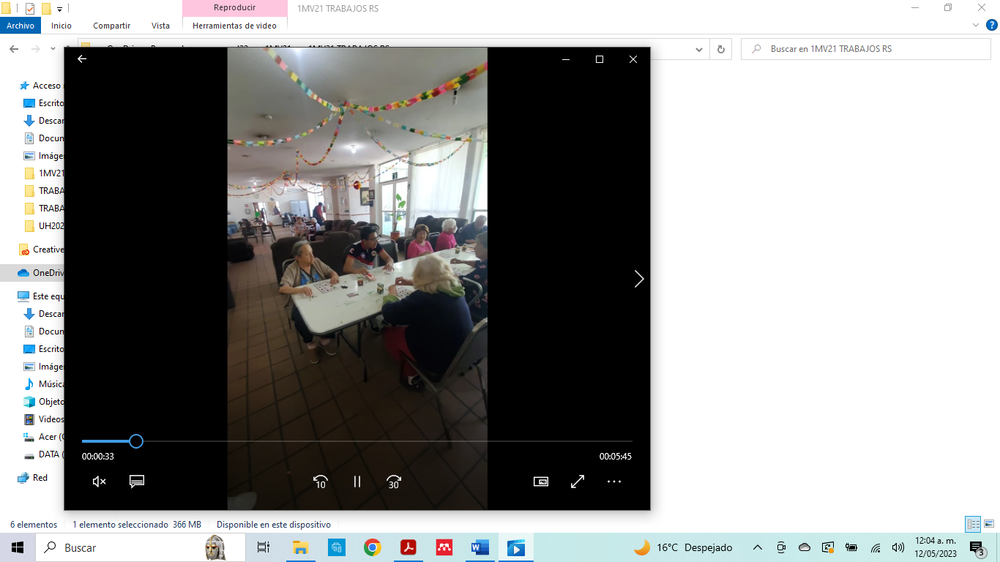 Reproducir
1MV21 TRABAJOS RS
Archivo
Inicio
Compartir
Vista
Herramientas de video
1MV21 TRABAJOS RS
Buscar en 1MV21 TRABAJOS RS
Acceso
Escrito
Descar
Docum
Imáge
1MV21
TRABA
TRABA
UH202
Creative
OneDriv
Este equ
Descar
Docum
Escrito
Imáge
Música
Objeto
Videos
Acer (
DATA (
Red
00:00:33
00:05:45
10
30
6 elementos
1 elemento seleccionado 366 MB
Disponible en este dispositivo
Buscar
16°C Despejado
12:04 a. m.
12/05/2023
3